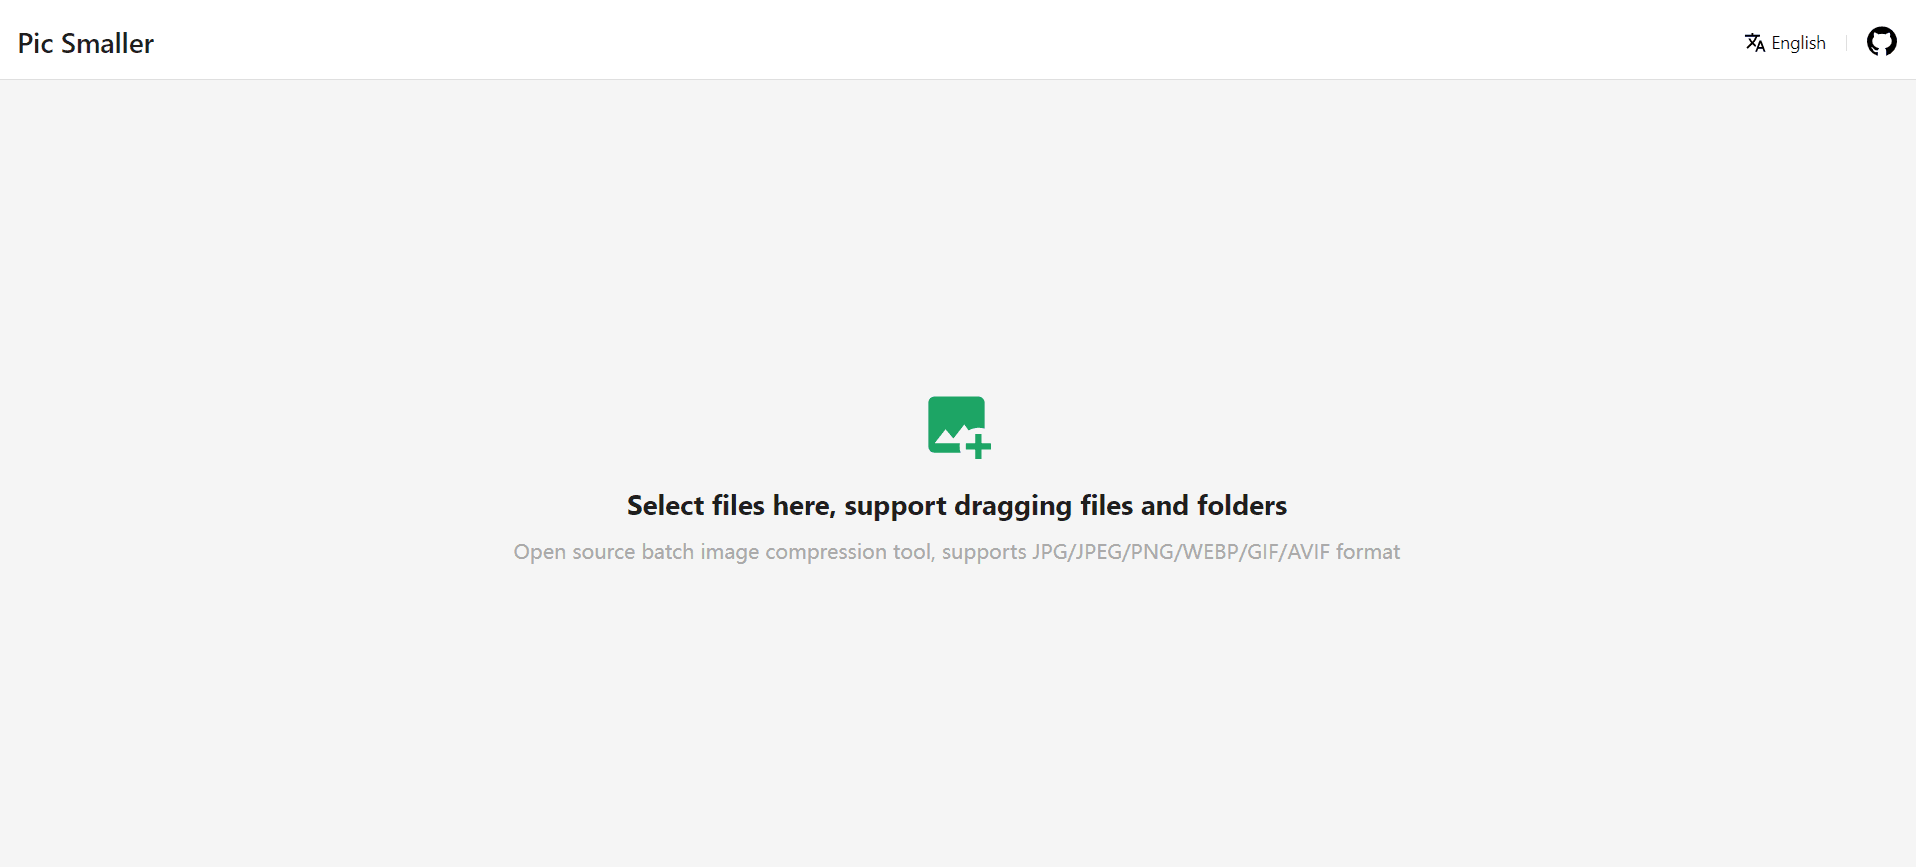 Pic Smaller
English
Select files here, support dragging files and folders
Open source batch image compression tool, supports JPG/JPEG/PNG/WEBP/GIF/AVIF format